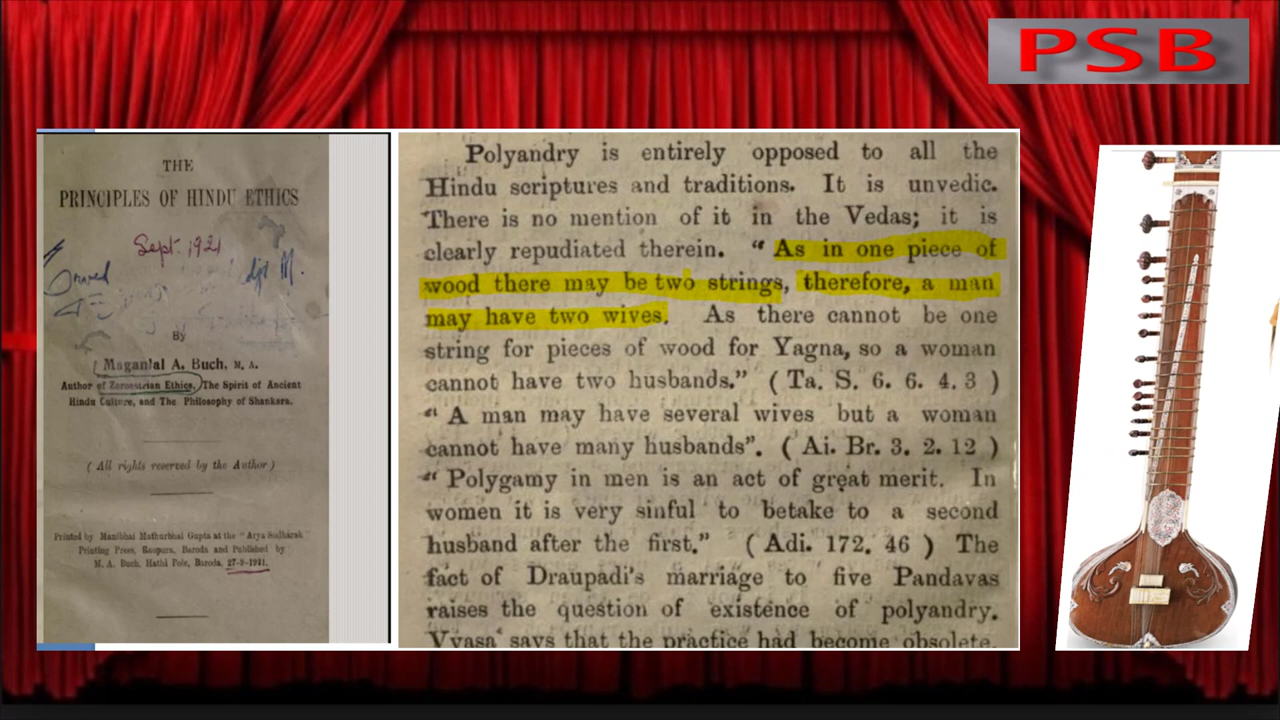 PSB
THE
PRINCIPLES OF HINDU ETHICS
Sept. 1921
By
Maganlal A. Buch, M. A.
Author of Zoroastrian Ethics, The Spirit of Ancient
Hindu Culture, and The Philosophy of Shankara.
( All rights reserved by the Author )
Printed by Manibhai Mathurbhai Gupta at the "Arya Sudharak"
Printing Press, Raopura, Baroda and Published by
M. A. Buch, Hathi Pole, Baroda, 27-9-1921.
Polyandry is entirely opposed to all the
Hindu scriptures and traditions. It is unvedic.
There is no mention of it in the Vedas; it is
clearly repudiated therein. “ As in one piece of
wood there may be two strings, therefore, a man
may have two wives. As there cannot be one
string for pieces of wood for Yagna, so a woman
cannot have two husbands.” ( Ta. S. 6. 6. 4. 3 )
“ A man may have several wives but a woman
cannot have many husbands”. ( Ai. Br. 3. 2. 12 )
“ Polygamy in men is an act of great merit. In
women it is very sinful to betake to a second
husband after the first.” ( Adi. 172. 46 ) The
fact of Draupadi's marriage to five Pandavas
raises the question of existence of polyandry.
Vyasa says that the practice had become obsolete.